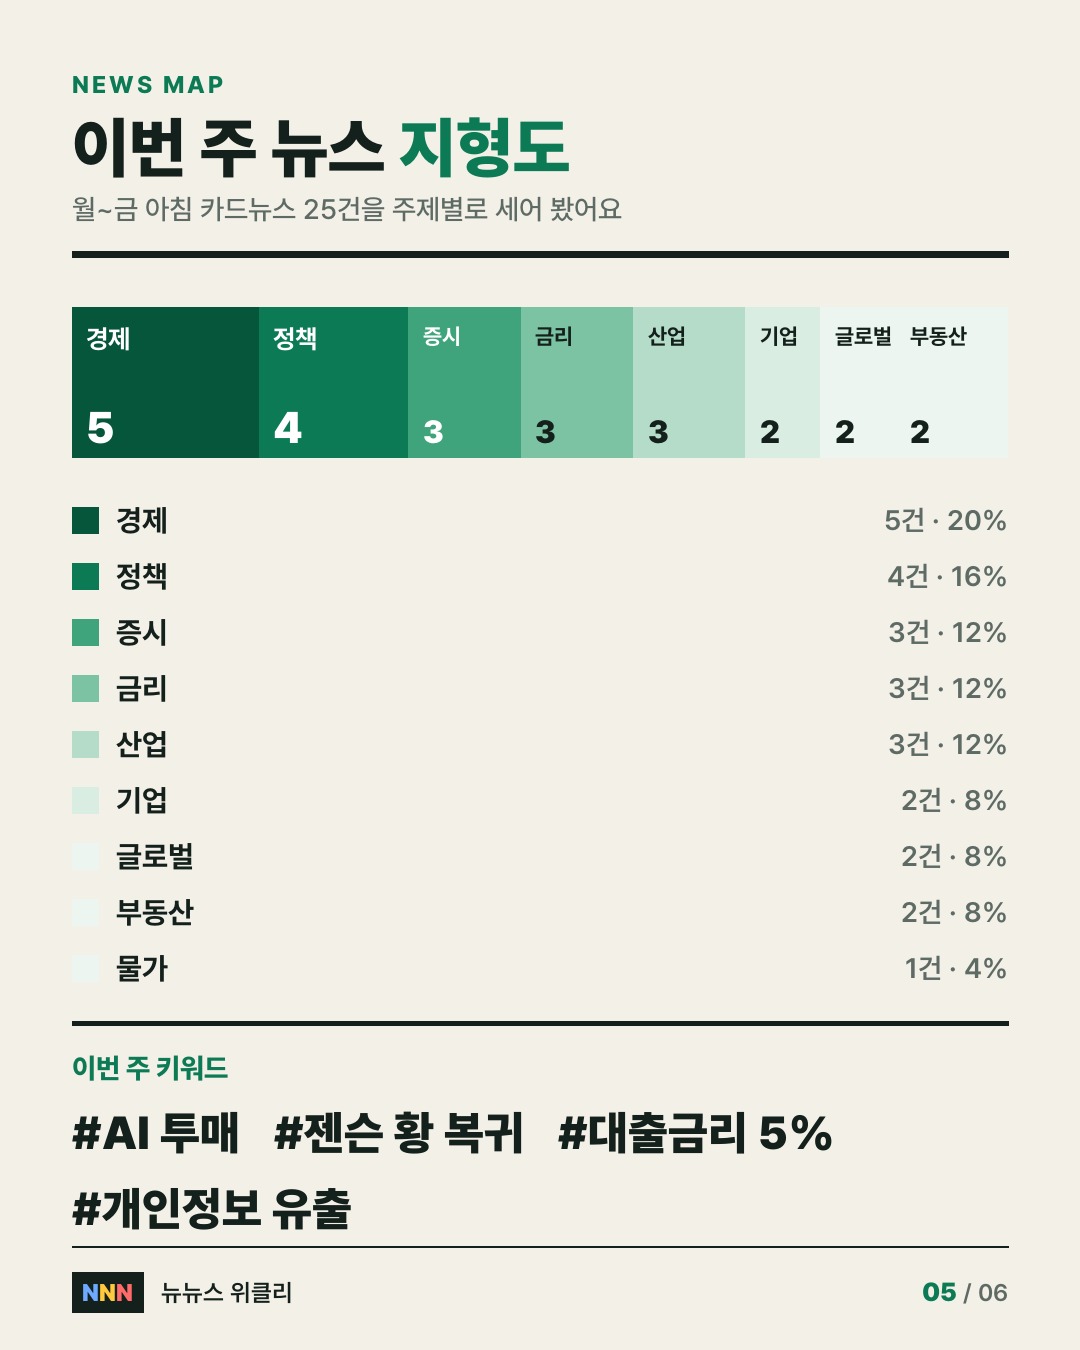 NEWS MAP
이번 주 뉴스 지형도
월~금 아침 카드뉴스 25건을 주제별로 세어 봤어요
경제 정책 증시 금리 산업 기업 글로벌 부동산
5 4 3 3 3 2 2 2
경제 5건 · 20%
정책 4건 · 16%
증시 3건 · 12%
금리 3건 · 12%
산업 3건 · 12%
기업 2건 · 8%
글로벌 2건 · 8%
부동산 2건 · 8%
물가 1건 · 4%
이번 주 키워드
#AI 투매 #젠슨 황 복귀 #대출금리 5%
#개인정보 유출
NNN 뉴뉴스 위클리 05 / 06